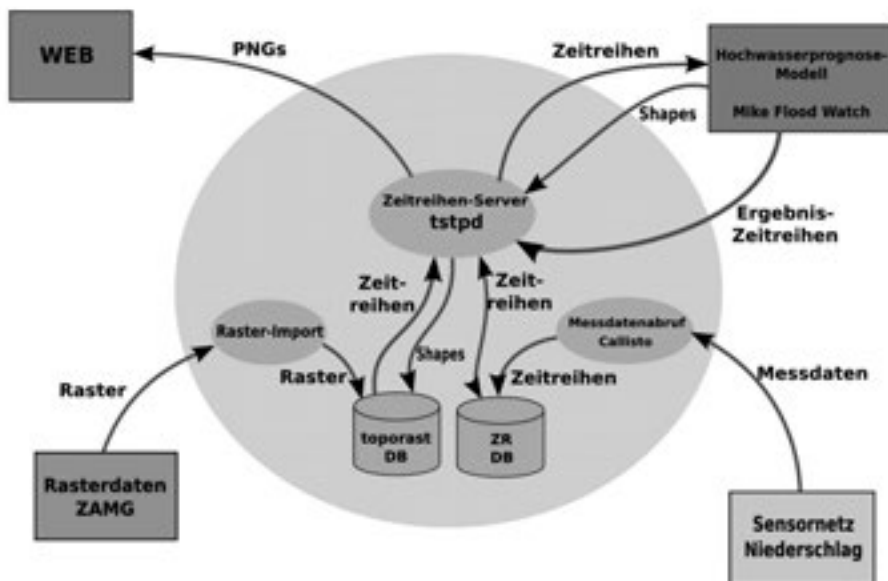 WEB
PNGs
Zeitreihen
Hochwasserprognose-
Modell
Mike Flood Watch
Shapes
Zeitreihen-Server
tstpd
Ergebnis-
Zeitreihen
Zeit-
reihen
Zeit-
reihen
Raster-Import
Messdatenabruf
Callisto
Shapes
Raster
Zeitreihen
Messdaten
Raster
toporast
DB
ZR
DB
Rasterdaten
ZAMG
Sensornetz
Niederschlag